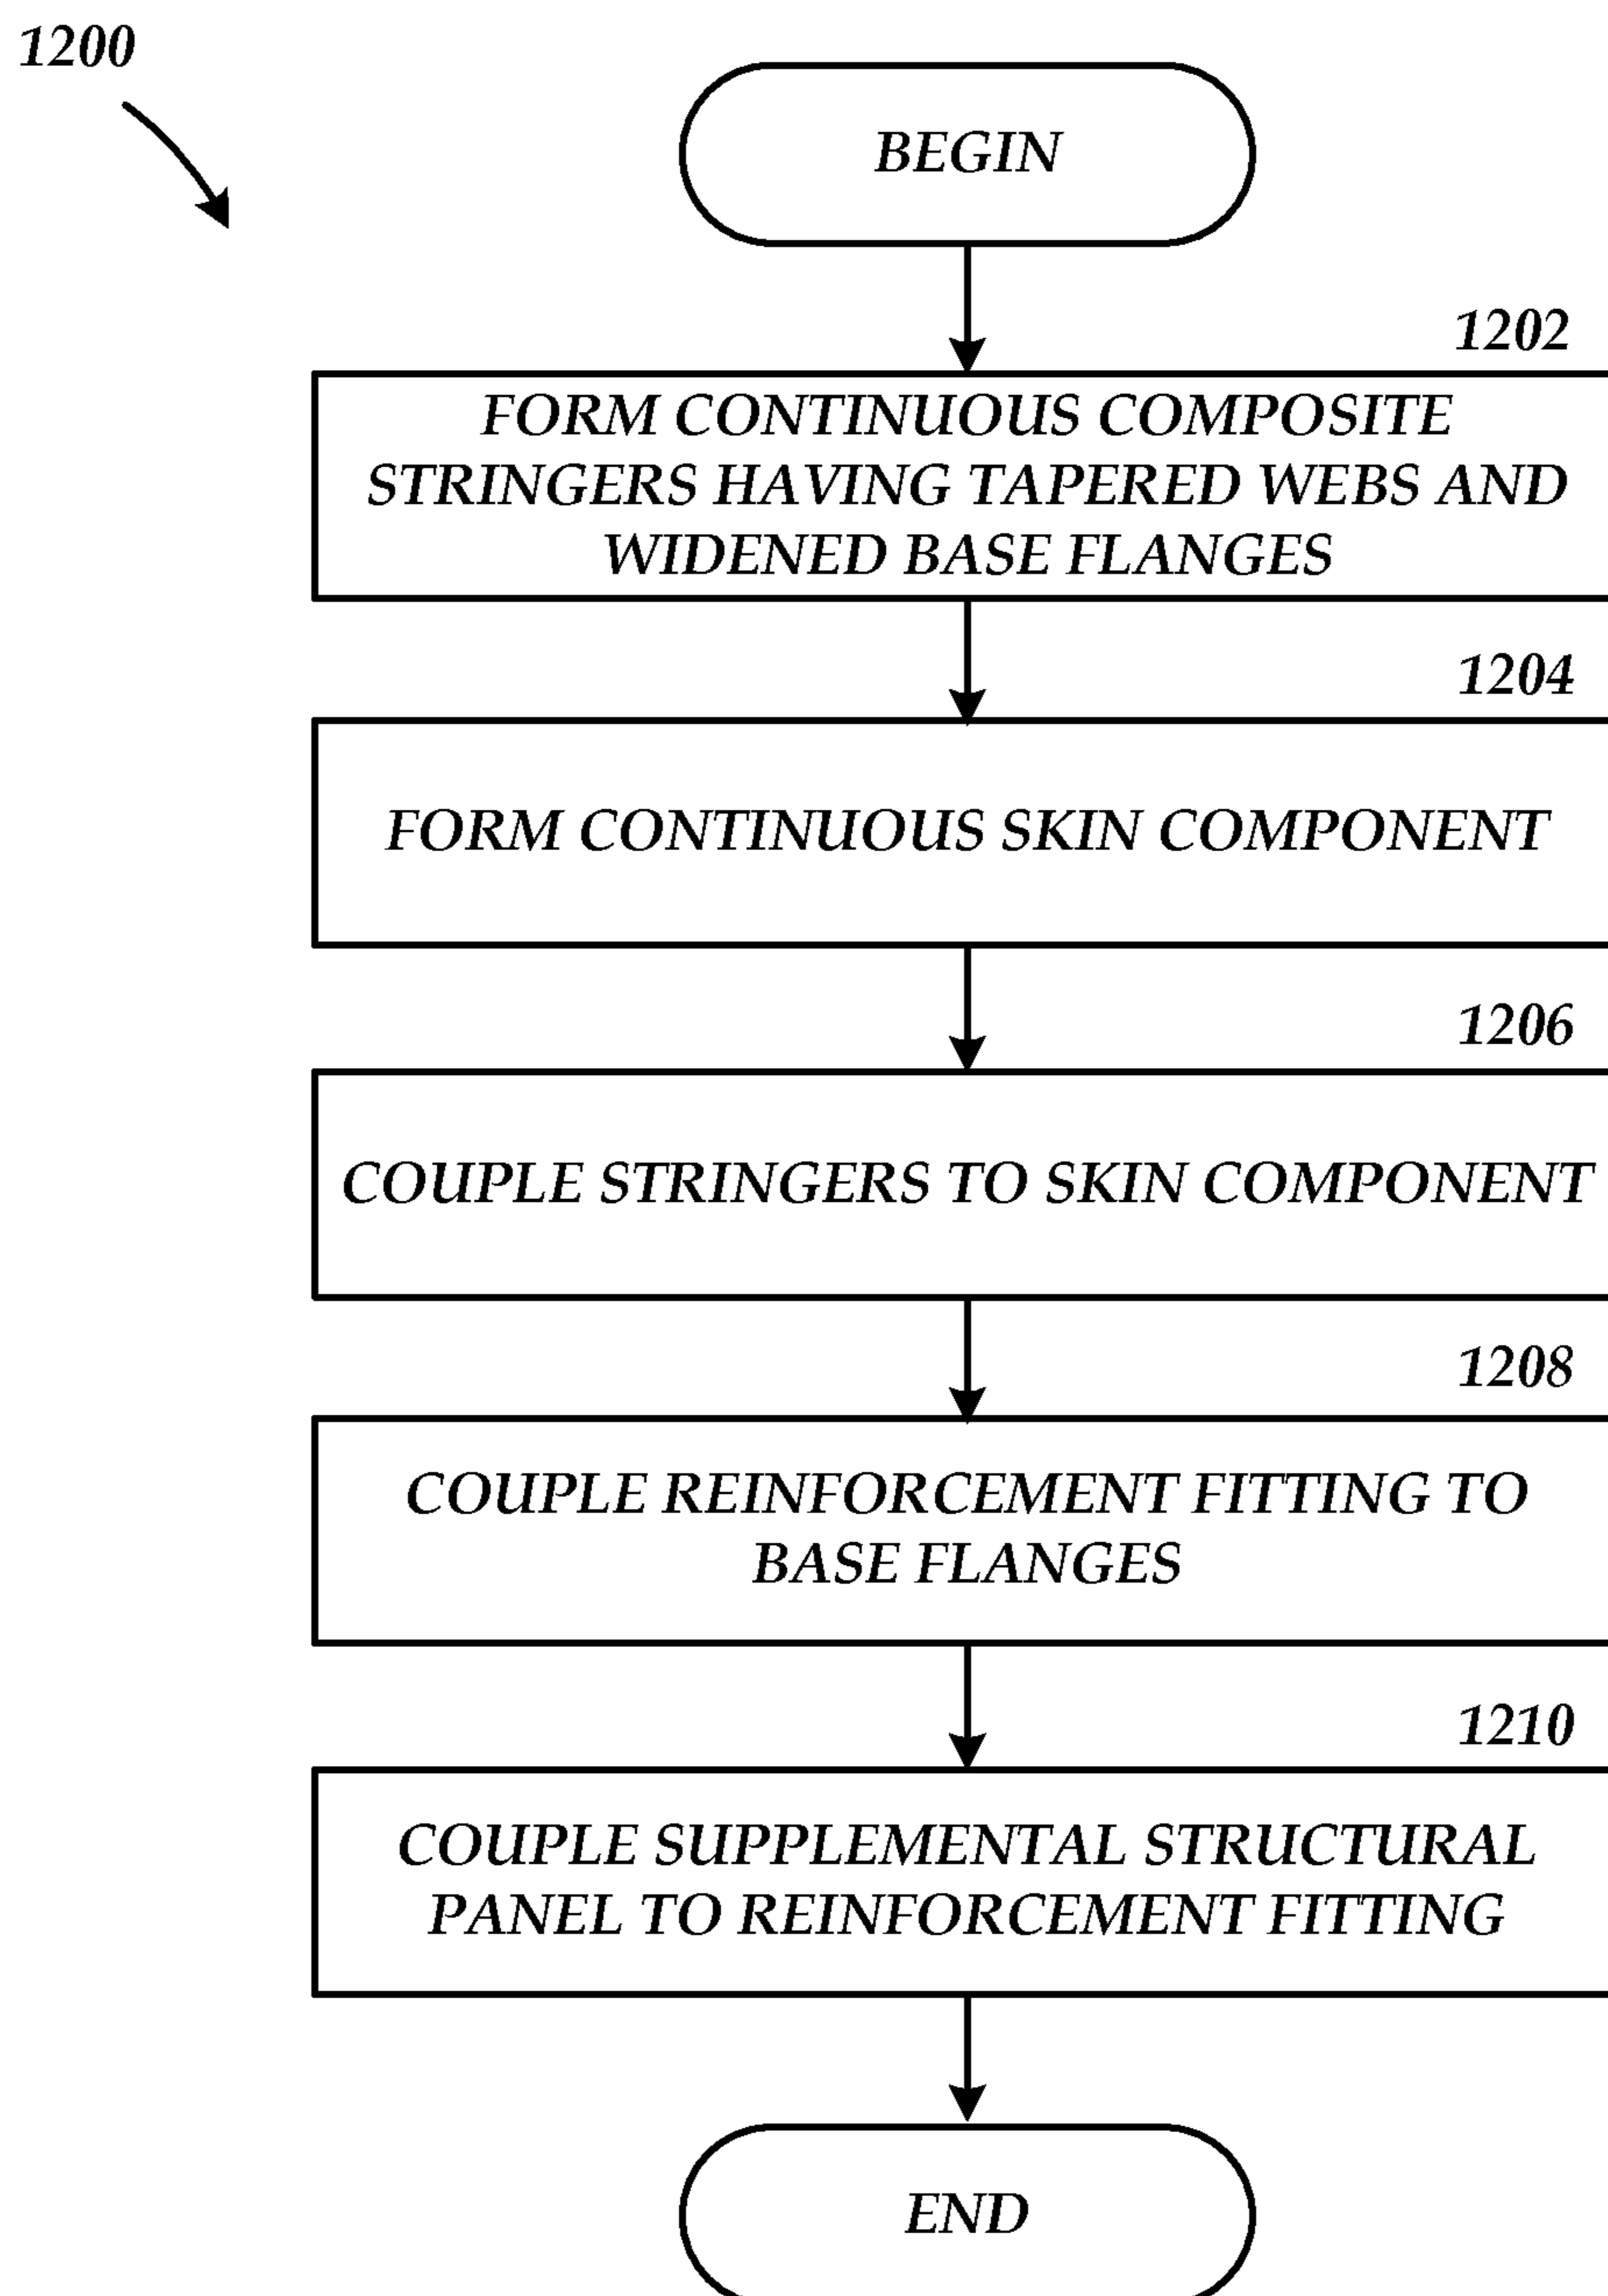 1200
BEGIN
1202
FORM CONTINUOUS COMPOSITE
STRINGERS HAVING TAPERED WEBS AND
WIDENED BASE FLANGES
1204
FORM CONTINUOUS SKIN COMPONENT
1206
COUPLE STRINGERS TO SKIN COMPONENT
1208
COUPLE REINFORCEMENT FITTING TO
BASE FLANGES
1210
COUPLE SUPPLEMENTAL STRUCTURAL
PANEL TO REINFORCEMENT FITTING
END